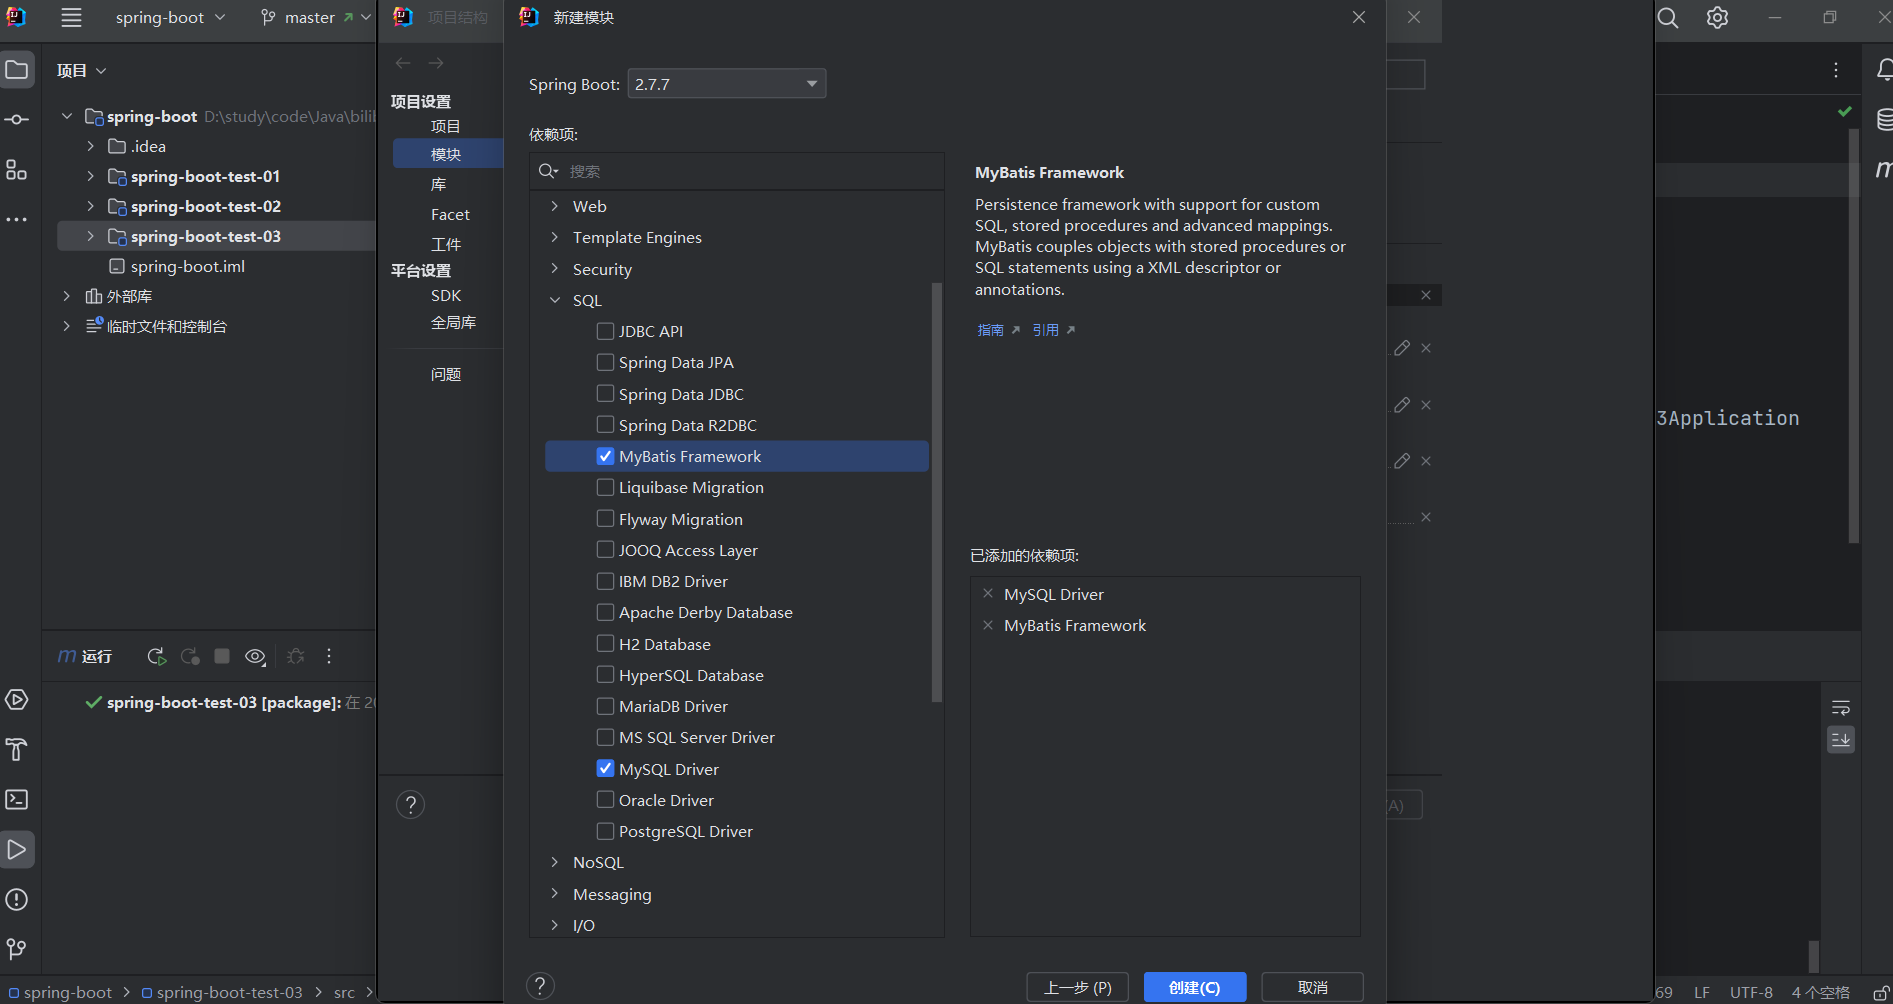 spring-boot
master
项目
spring-boot D:\study\code\Java\bilib
.idea
spring-boot-test-01
spring-boot-test-02
spring-boot-test-03
spring-boot.iml
外部库
临时文件和控制台
运行
spring-boot-test-03 [package]: 在 20
spring-boot
spring-boot-test-03
src
项目结构
项目设置
项目
模块
库
Facet
工件
平台设置
SDK
全局库
问题
新建模块
Spring Boot:
2.7.7
依赖项:
搜索
Web
Template Engines
Security
SQL
JDBC API
Spring Data JPA
Spring Data JDBC
Spring Data R2DBC
MyBatis Framework
Liquibase Migration
Flyway Migration
JOOQ Access Layer
IBM DB2 Driver
Apache Derby Database
H2 Database
HyperSQL Database
MariaDB Driver
MS SQL Server Driver
MySQL Driver
Oracle Driver
PostgreSQL Driver
NoSQL
Messaging
I/O
MyBatis Framework
Persistence framework with support for custom
SQL, stored procedures and advanced mappings.
MyBatis couples objects with stored procedures or
SQL statements using a XML descriptor or
annotations.
指南
引用
已添加的依赖项:
MySQL Driver
MyBatis Framework
上一步 (P)
创建(C)
取消
(A)
3Application
69
LF
UTF-8
4 个空格